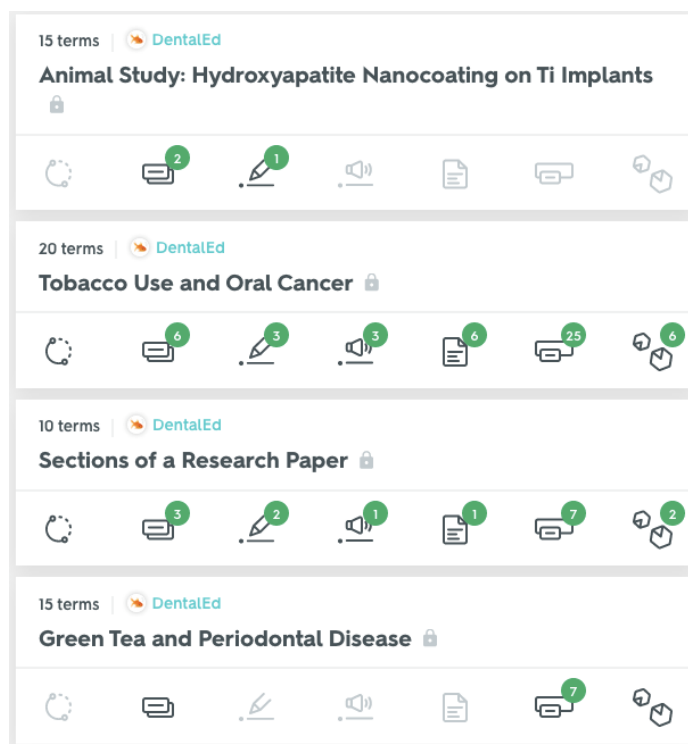 15 terms DentalEd
Animal Study: Hydroxyapatite Nanocoating on Ti Implants
2 1
20 terms DentalEd
Tobacco Use and Oral Cancer
6 3 3 6 25 6
10 terms DentalEd
Sections of a Research Paper
3 2 1 1 7 2
15 terms DentalEd
Green Tea and Periodontal Disease
7